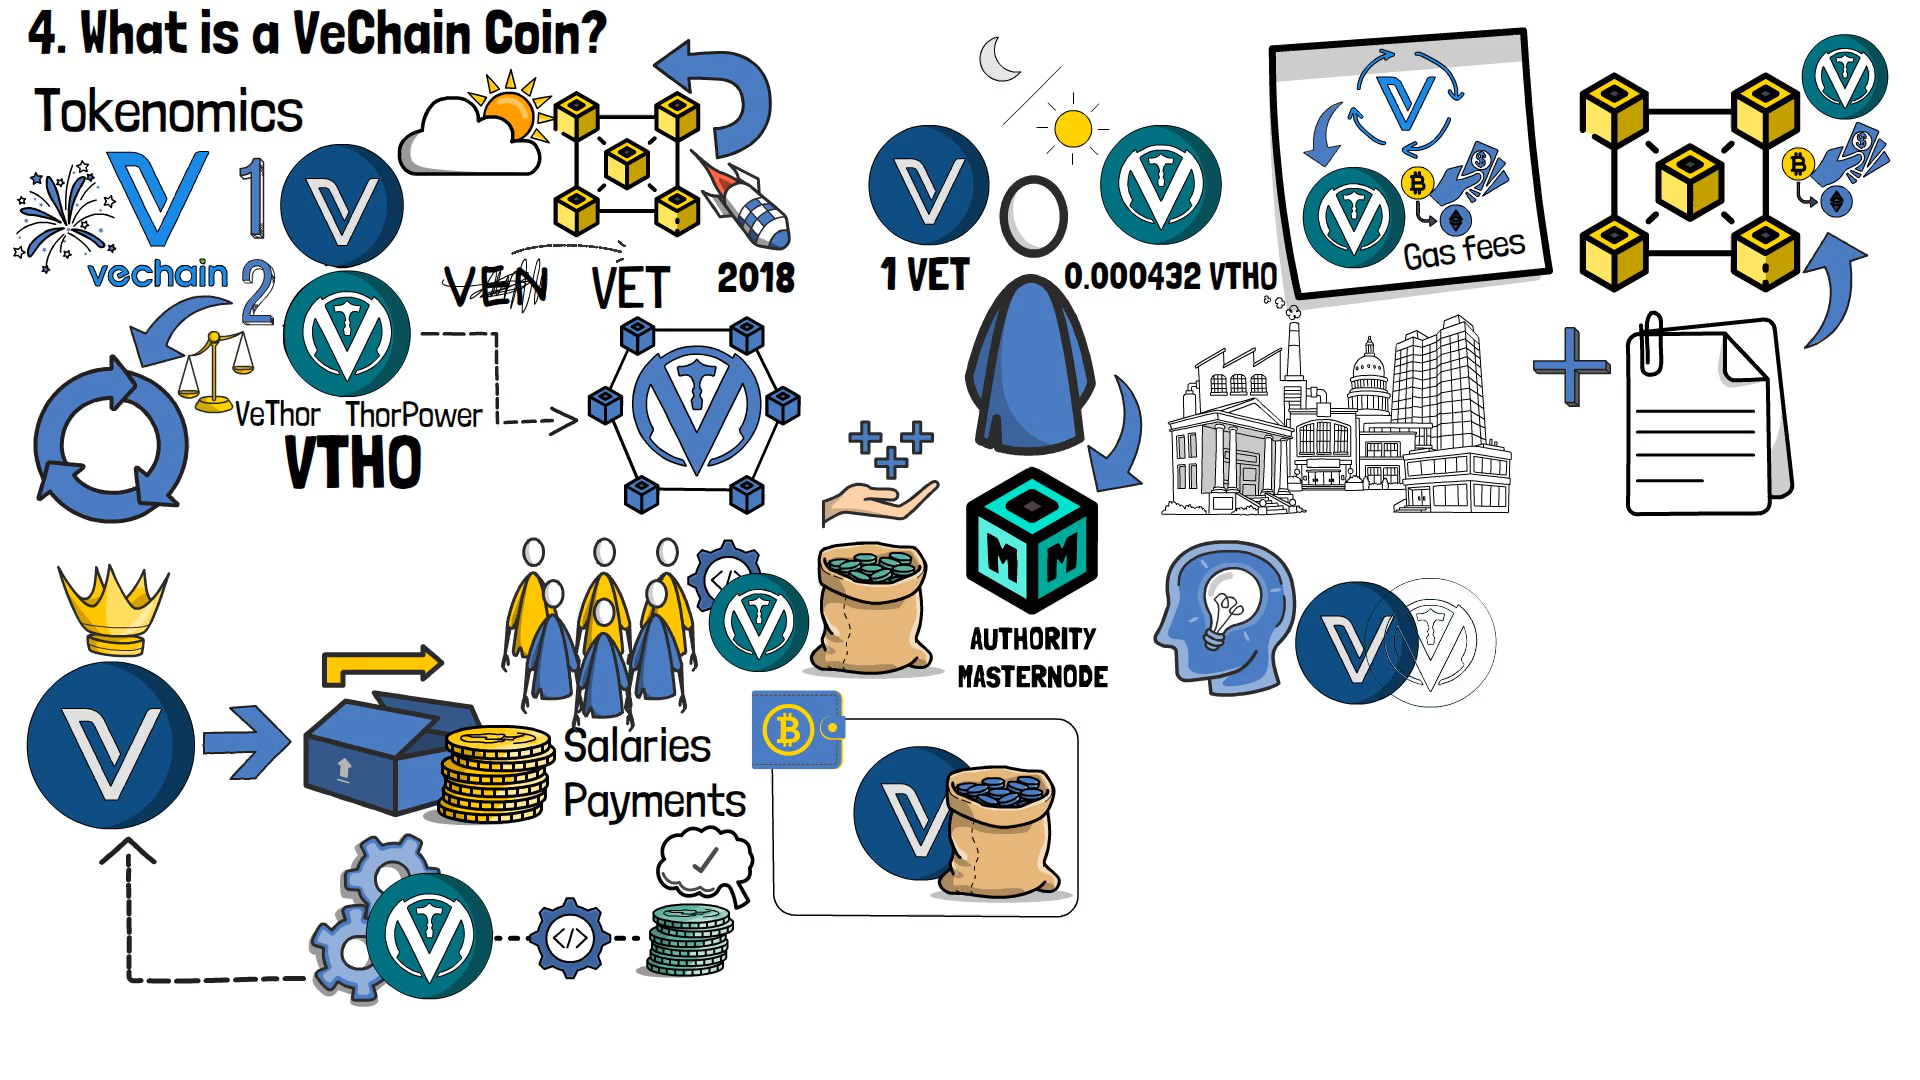 4. What is a VeChain Coin?
Tokenomics
1
vechain
2
VeThor ThorPower
VTHO
VEN VET 2018
1 VET
0.000432 VTHO
Gas fees
AUTHORITY
MASTERNODE
M M
Salaries
Payments